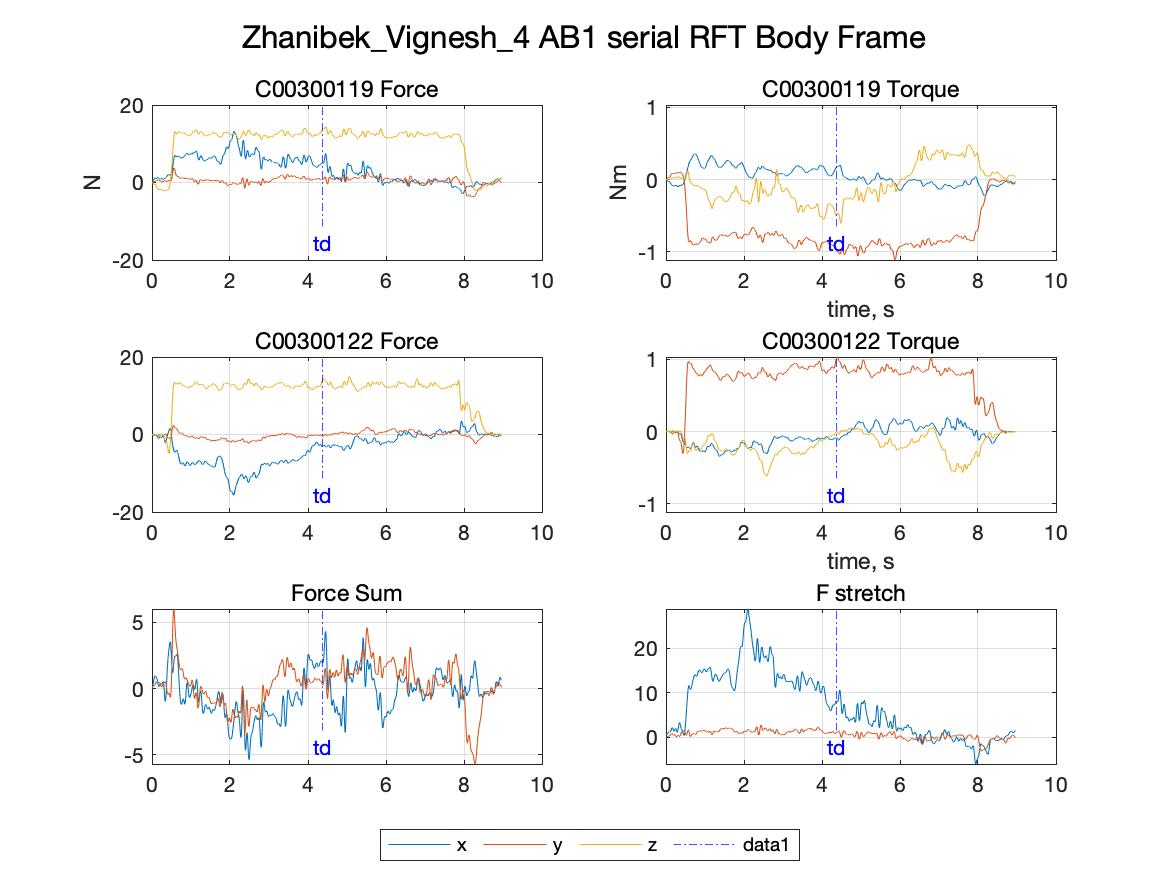 Zhanibek_Vignesh_4 AB1 serial RFT Body Frame
C00300119 Force
N
20
0
-20
td
0 2 4 6 8 10
C00300119 Torque
Nm
1
0
-1
td
0 2 4 6 8 10
time, s
C00300122 Force
20
0
-20
td
0 2 4 6 8 10
C00300122 Torque
1
0
-1
td
0 2 4 6 8 10
time, s
Force Sum
5
0
-5
td
0 2 4 6 8 10
F stretch
20
10
0
td
0 2 4 6 8 10
x y z data1